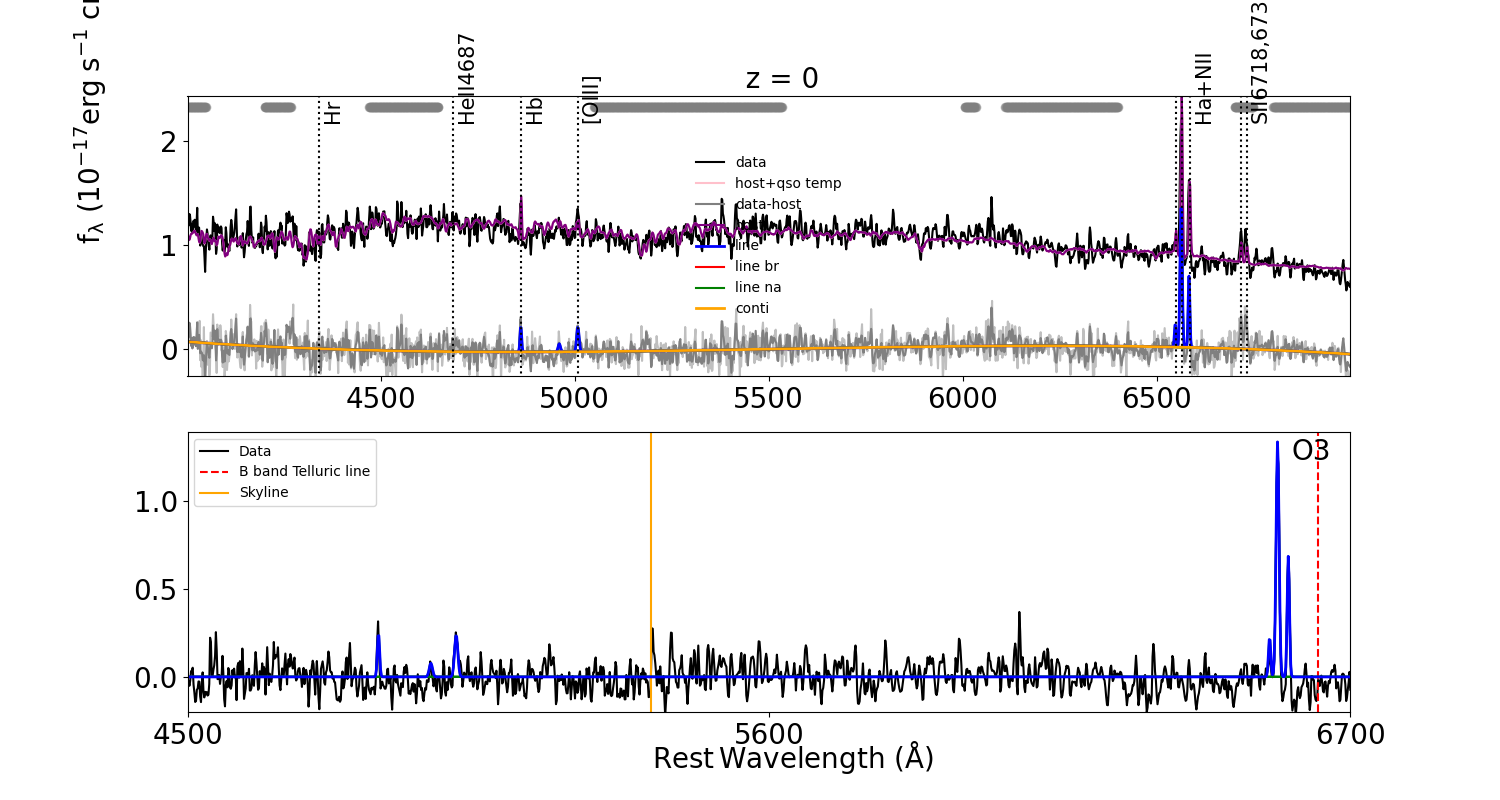 z = 0
fλ (10−17erg s−1 c
Hr
HeII4687
Hb
[OIII]
Ha+NII
SII6718,673
2
1
0
data
host+qso temp
data-host
line
line br
line na
conti
4500 5000 5500 6000 6500
Data
B band Telluric line
Skyline
O3
1.0
0.5
0.0
4500 5600 6700
Rest Wavelength (Å)